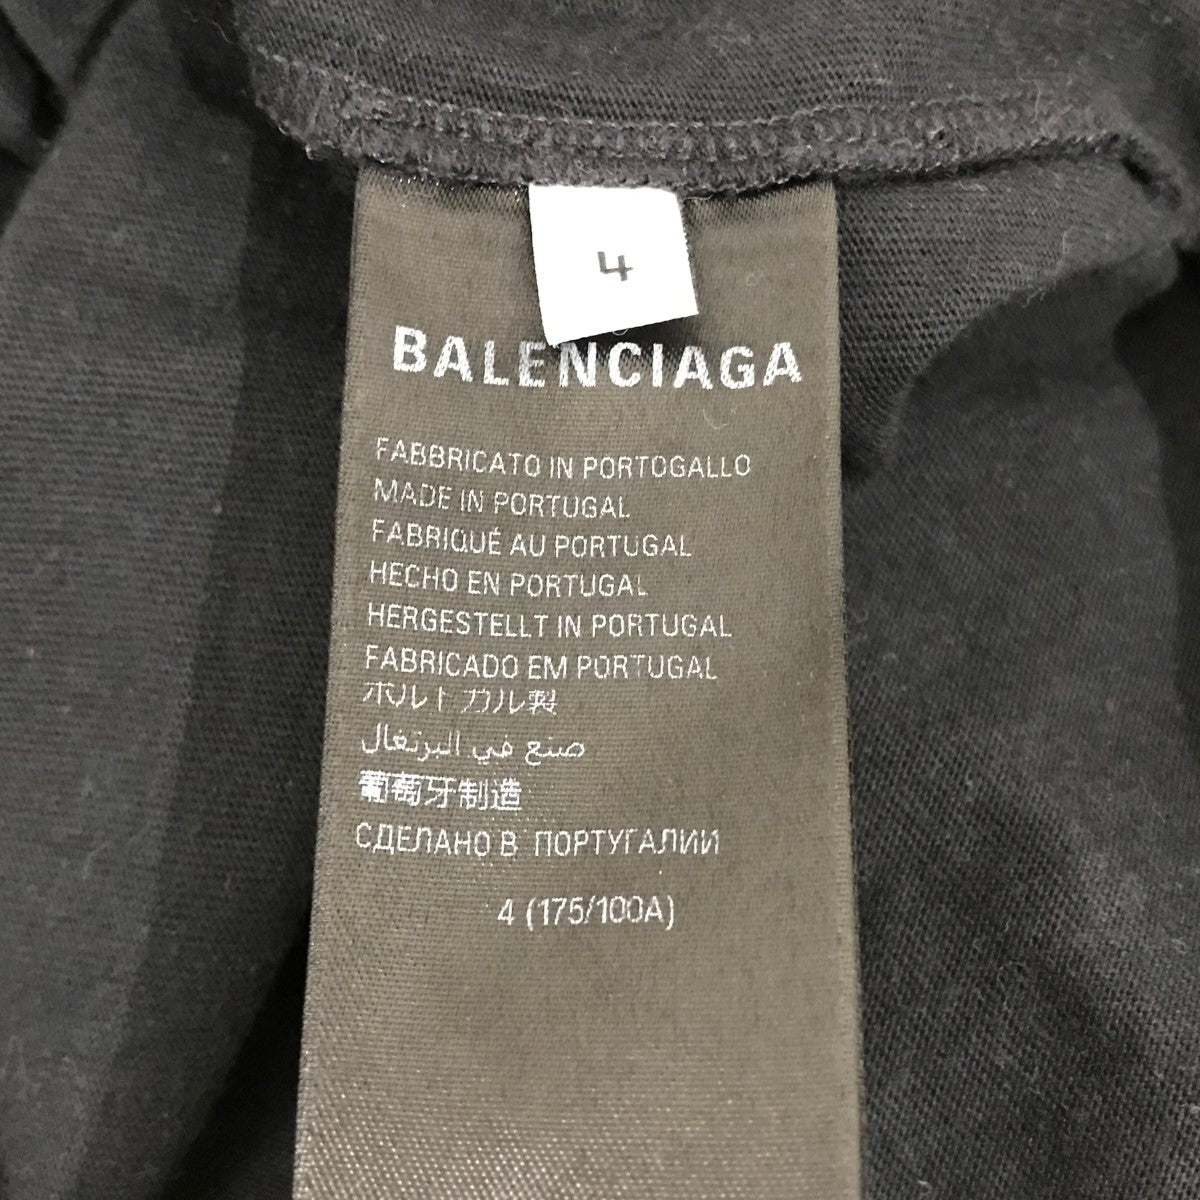 4
BALENCIAGA
FABBRICATO IN PORTOGALLO
MADE IN PORTUGAL
FABRIQUÉ AU PORTUGAL
HECHO EN PORTUGAL
HERGESTELLT IN PORTUGAL
FABRICADO EM PORTUGAL
ポルトガル製
صنع في البرتغال
葡萄牙制造
СДЕЛАНО В ПОРТУГАЛИИ
4 (175/100A)